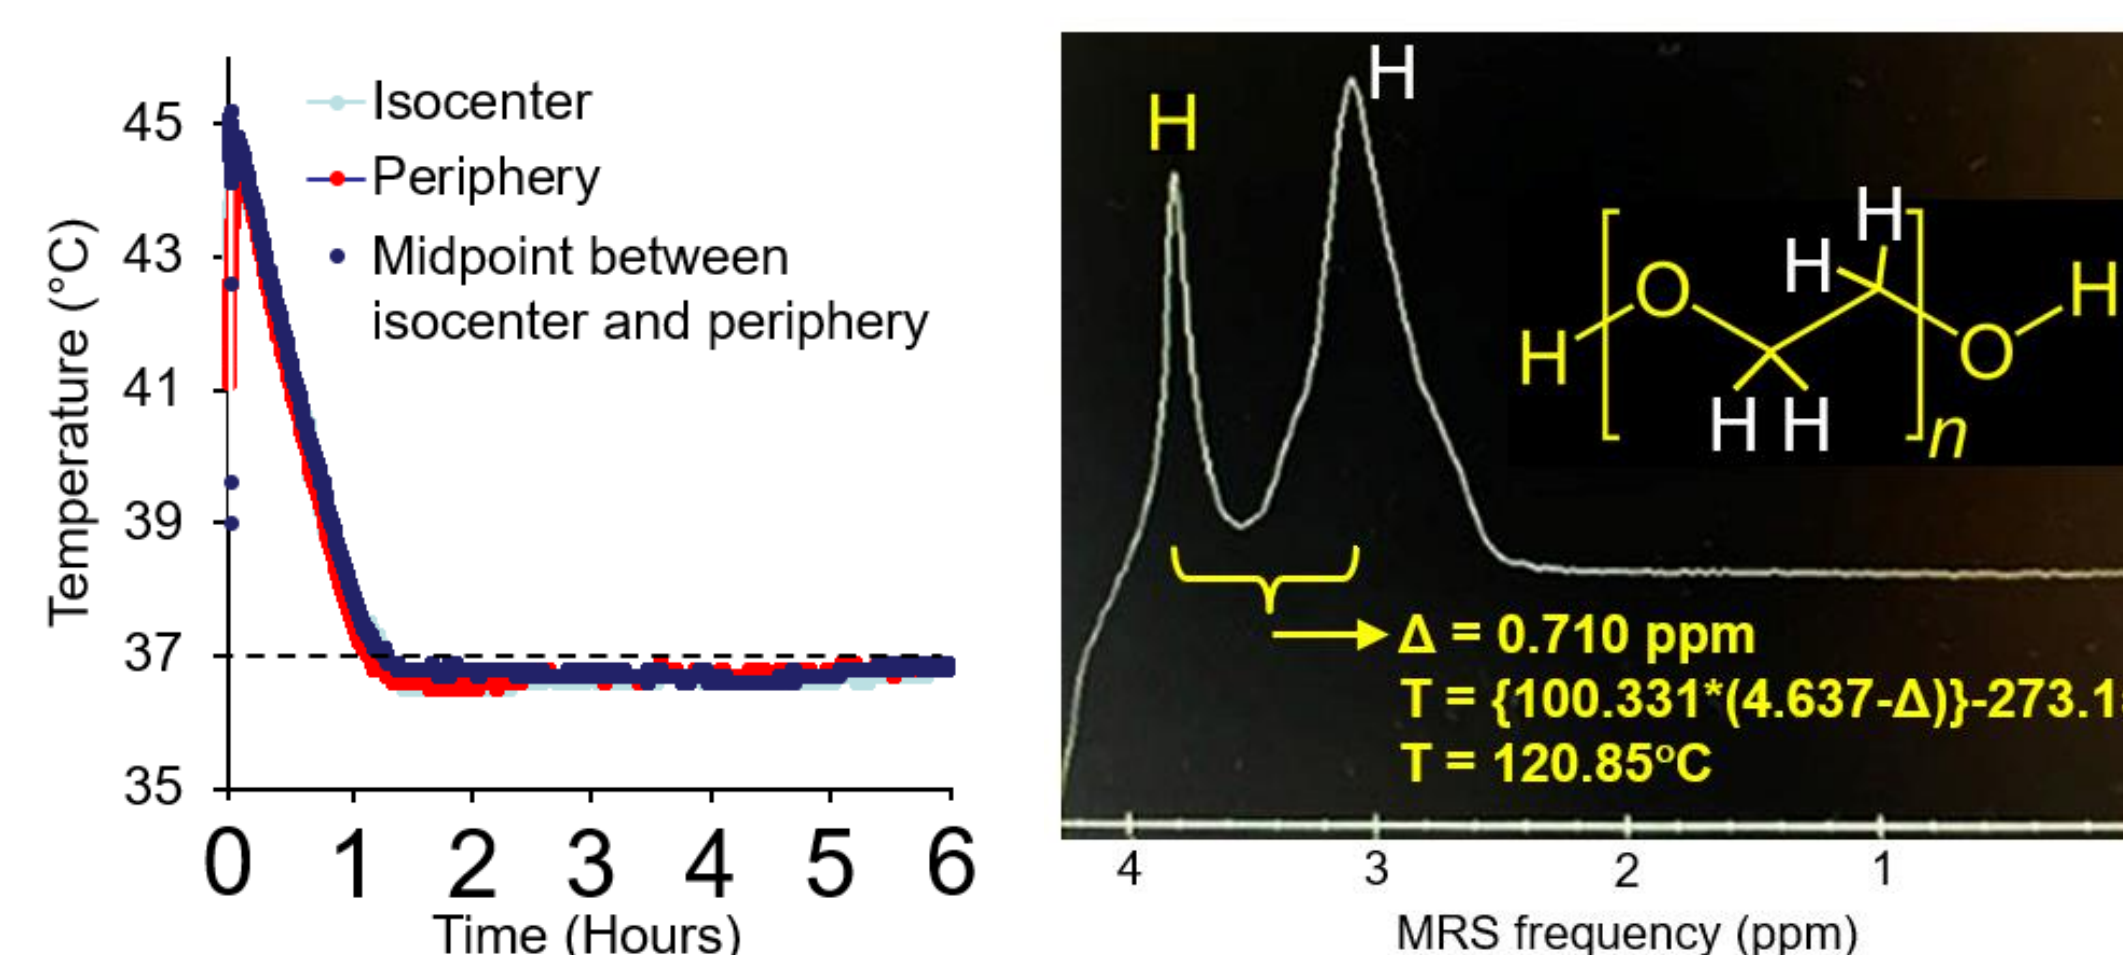 45
43
41
39
37
35
Temperature (°C)
Isocenter
Periphery
Midpoint between
isocenter and periphery
0 1 2 3 4 5 6
Time (Hours)
H
H
H
O
H
H
H H
n
O
H
Δ = 0.710 ppm
T = {100.331*(4.637-Δ)}-273.1
T = 120.85°C
4 3 2 1
MRS frequency (ppm)